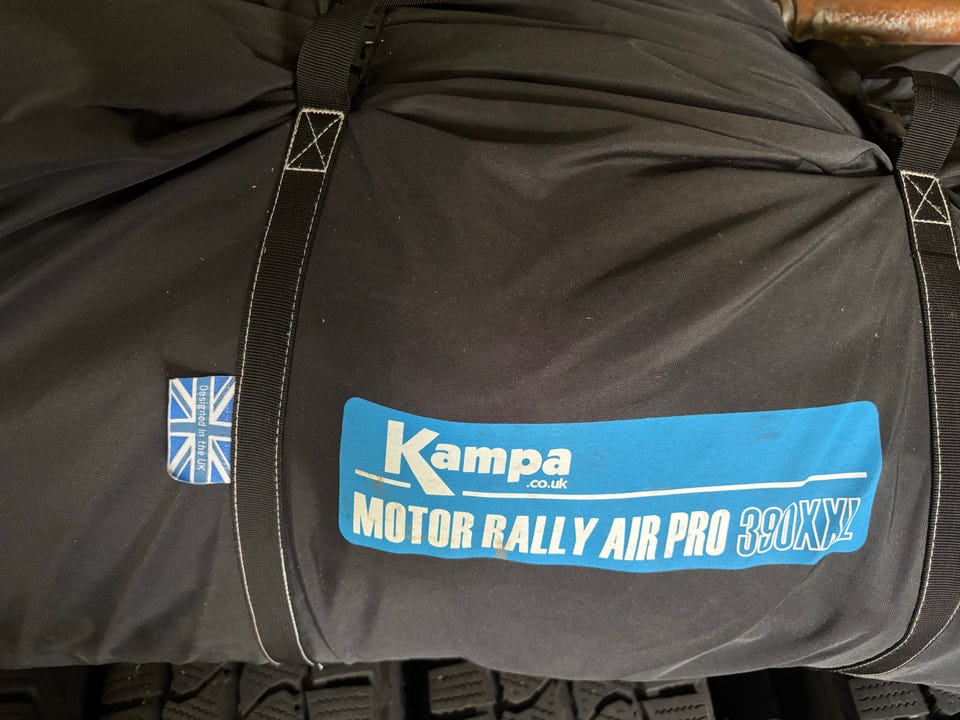 Designed in the UK
Kampa
.co.uk
MOTOR RALLY AIR PRO 390XXL